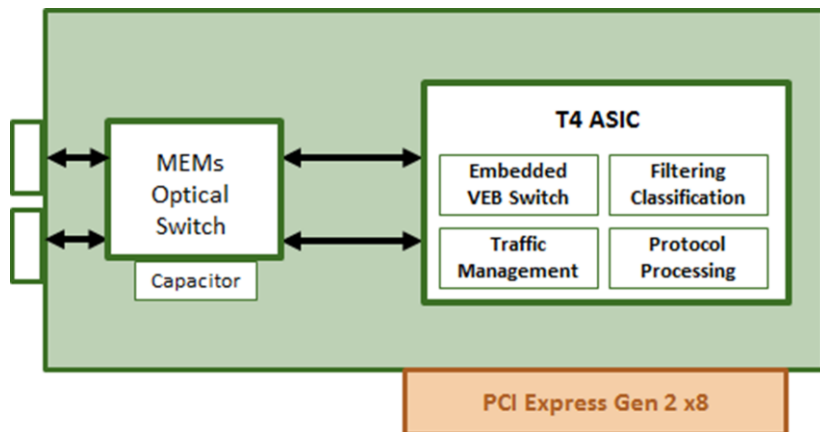 MEMs
Optical
Switch
Capacitor
T4 ASIC
Embedded
VEB Switch
Filtering
Classification
Traffic
Management
Protocol
Processing
PCI Express Gen 2 x8